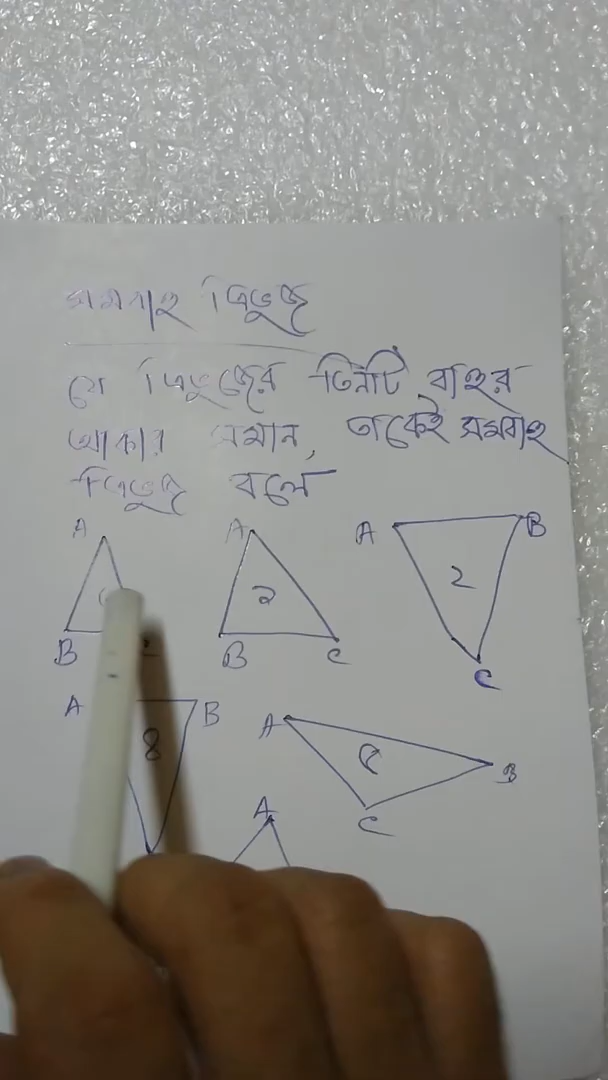 সমবাহু ত্রিভুজ
যে ত্রিভুজের তিনটি বাহুর
আকার সমান, তাকেই সমবাহু
ত্রিভুজ বলে
A A A B
2 2
B B C C
A B A
8 B
C
A